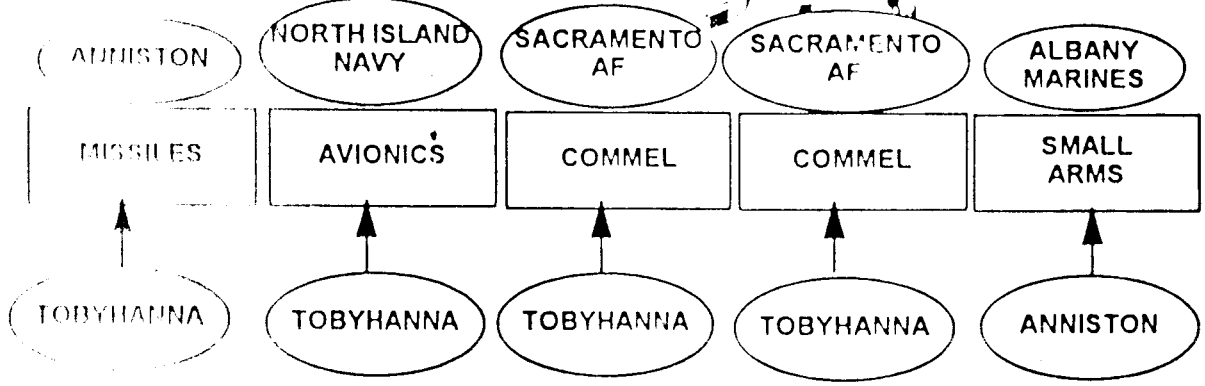 ANNISTON
NORTH ISLAND
NAVY
SACRAMENTO
AF
SACRAMENTO
AF
ALBANY
MARINES
MISSILES
AVIONICS
COMMEL
COMMEL
SMALL
ARMS
TOBYHANNA
TOBYHANNA
TOBYHANNA
TOBYHANNA
ANNISTON